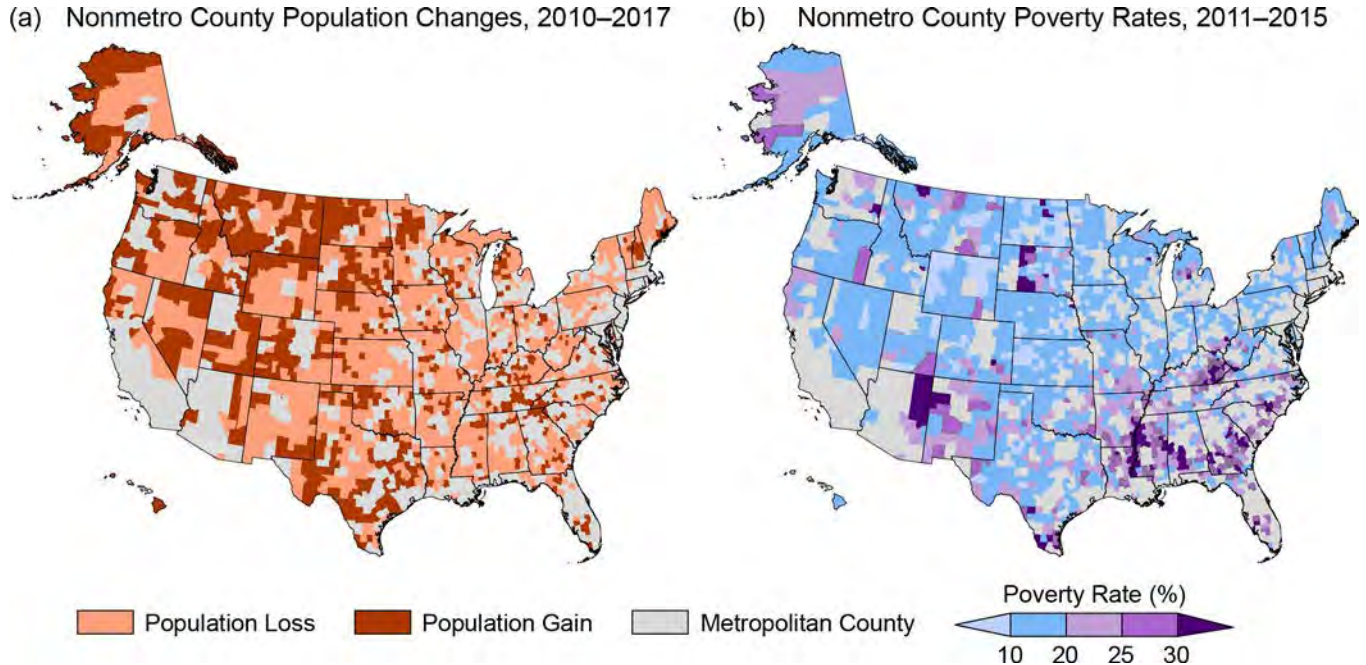 (a) Nonmetro County Population Changes, 2010–2017
(b) Nonmetro County Poverty Rates, 2011–2015
Population Loss
Population Gain
Metropolitan County
Poverty Rate (%)
10 20 25 30